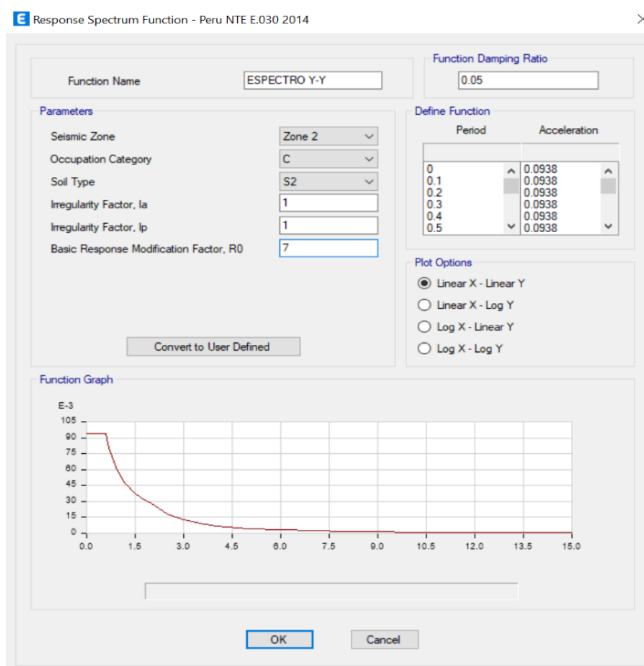 E Response Spectrum Function - Peru NTE E.030 2014
Function Name
ESPECTRO Y-Y
Function Damping Ratio
0.05
Parameters
Seismic Zone
Zone 2
Occupation Category
C
Soil Type
S2
Irregularity Factor, Ia
1
Irregularity Factor, Ip
1
Basic Response Modification Factor, R0
7
Convert to User Defined
Define Function
Period Acceleration
0 0.0938
0.1 0.0938
0.2 0.0938
0.3 0.0938
0.4 0.0938
0.5 0.0938
Plot Options
Linear X - Linear Y
Linear X - Log Y
Log X - Linear Y
Log X - Log Y
Function Graph
E-3
105
90
75
60
45
30
15
0
0.0 1.5 3.0 4.5 6.0 7.5 9.0 10.5 12.0 13.5 15.0
OK Cancel